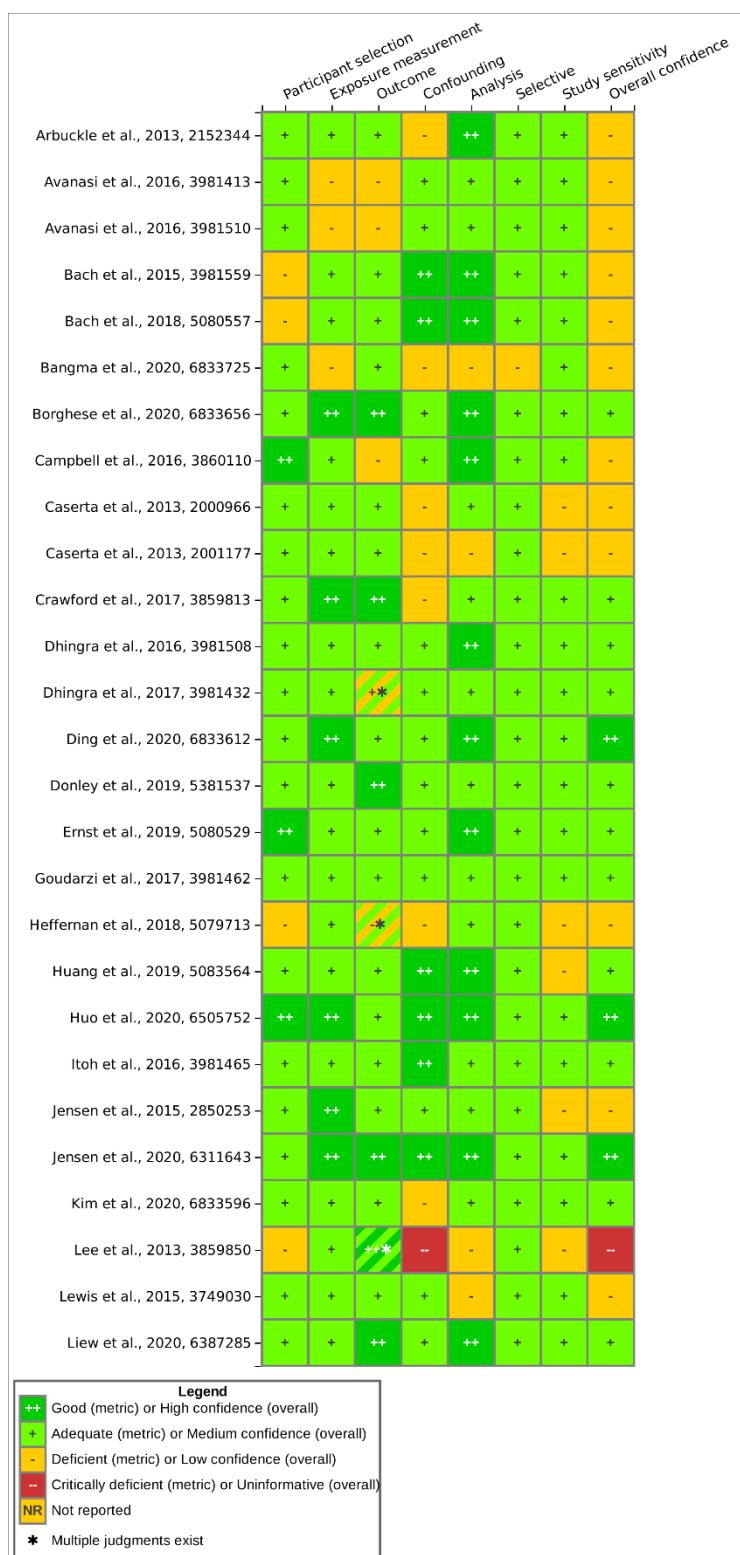 Participant selection
Exposure measurement
Outcome
Confounding
Analysis
Selective
Study sensitivity
Overall confidence
Arbuckle et al., 2013, 2152344 + + + - ++ + + -
Avanasi et al., 2016, 3981413 + - - + + + + -
Avanasi et al., 2016, 3981510 + - - + + + + -
Bach et al., 2015, 3981559 - + + ++ ++ + + -
Bach et al., 2018, 5080557 - + + ++ ++ + + -
Bangma et al., 2020, 6833725 + - + - - - + -
Borghese et al., 2020, 6833656 + ++ ++ + ++ + + +
Campbell et al., 2016, 3860110 ++ + - + ++ + + -
Caserta et al., 2013, 2000966 + + + - + + - -
Caserta et al., 2013, 2001177 + + + - - + - -
Crawford et al., 2017, 3859813 + ++ ++ - + + + +
Dhingra et al., 2016, 3981508 + + + + ++ + + +
Dhingra et al., 2017, 3981432 + + +✱ + + + + +
Ding et al., 2020, 6833612 + ++ + + ++ + + ++
Donley et al., 2019, 5381537 + + ++ + + + + +
Ernst et al., 2019, 5080529 ++ + + + ++ + + +
Goudarzi et al., 2017, 3981462 + + + + + + + +
Heffernan et al., 2018, 5079713 - + -✱ - + + - -
Huang et al., 2019, 5083564 + + + ++ ++ + - +
Huo et al., 2020, 6505752 ++ ++ + ++ ++ + + ++
Itoh et al., 2016, 3981465 + + + ++ + + + +
Jensen et al., 2015, 2850253 + ++ + + + + - -
Jensen et al., 2020, 6311643 + ++ ++ ++ ++ + + ++
Kim et al., 2020, 6833596 + + + - + + + +
Lee et al., 2013, 3859850 - + ++✱ -- - + - --
Lewis et al., 2015, 3749030 + + + + - + + -
Liew et al., 2020, 6387285 + + ++ + ++ + + +
Legend
++ Good (metric) or High confidence (overall)
+ Adequate (metric) or Medium confidence (overall)
- Deficient (metric) or Low confidence (overall)
-- Critically deficient (metric) or Uninformative (overall)
NR Not reported
✱ Multiple judgments exist